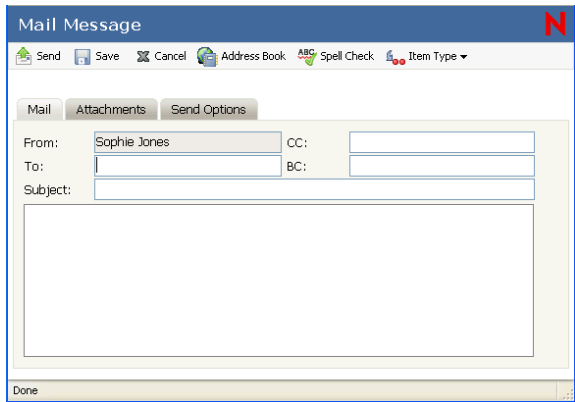 Mail Message N
Send Save Cancel Address Book ABC Spell Check Item Type
Mail Attachments Send Options
From: Sophie Jones CC:
To: BC:
Subject:
Done